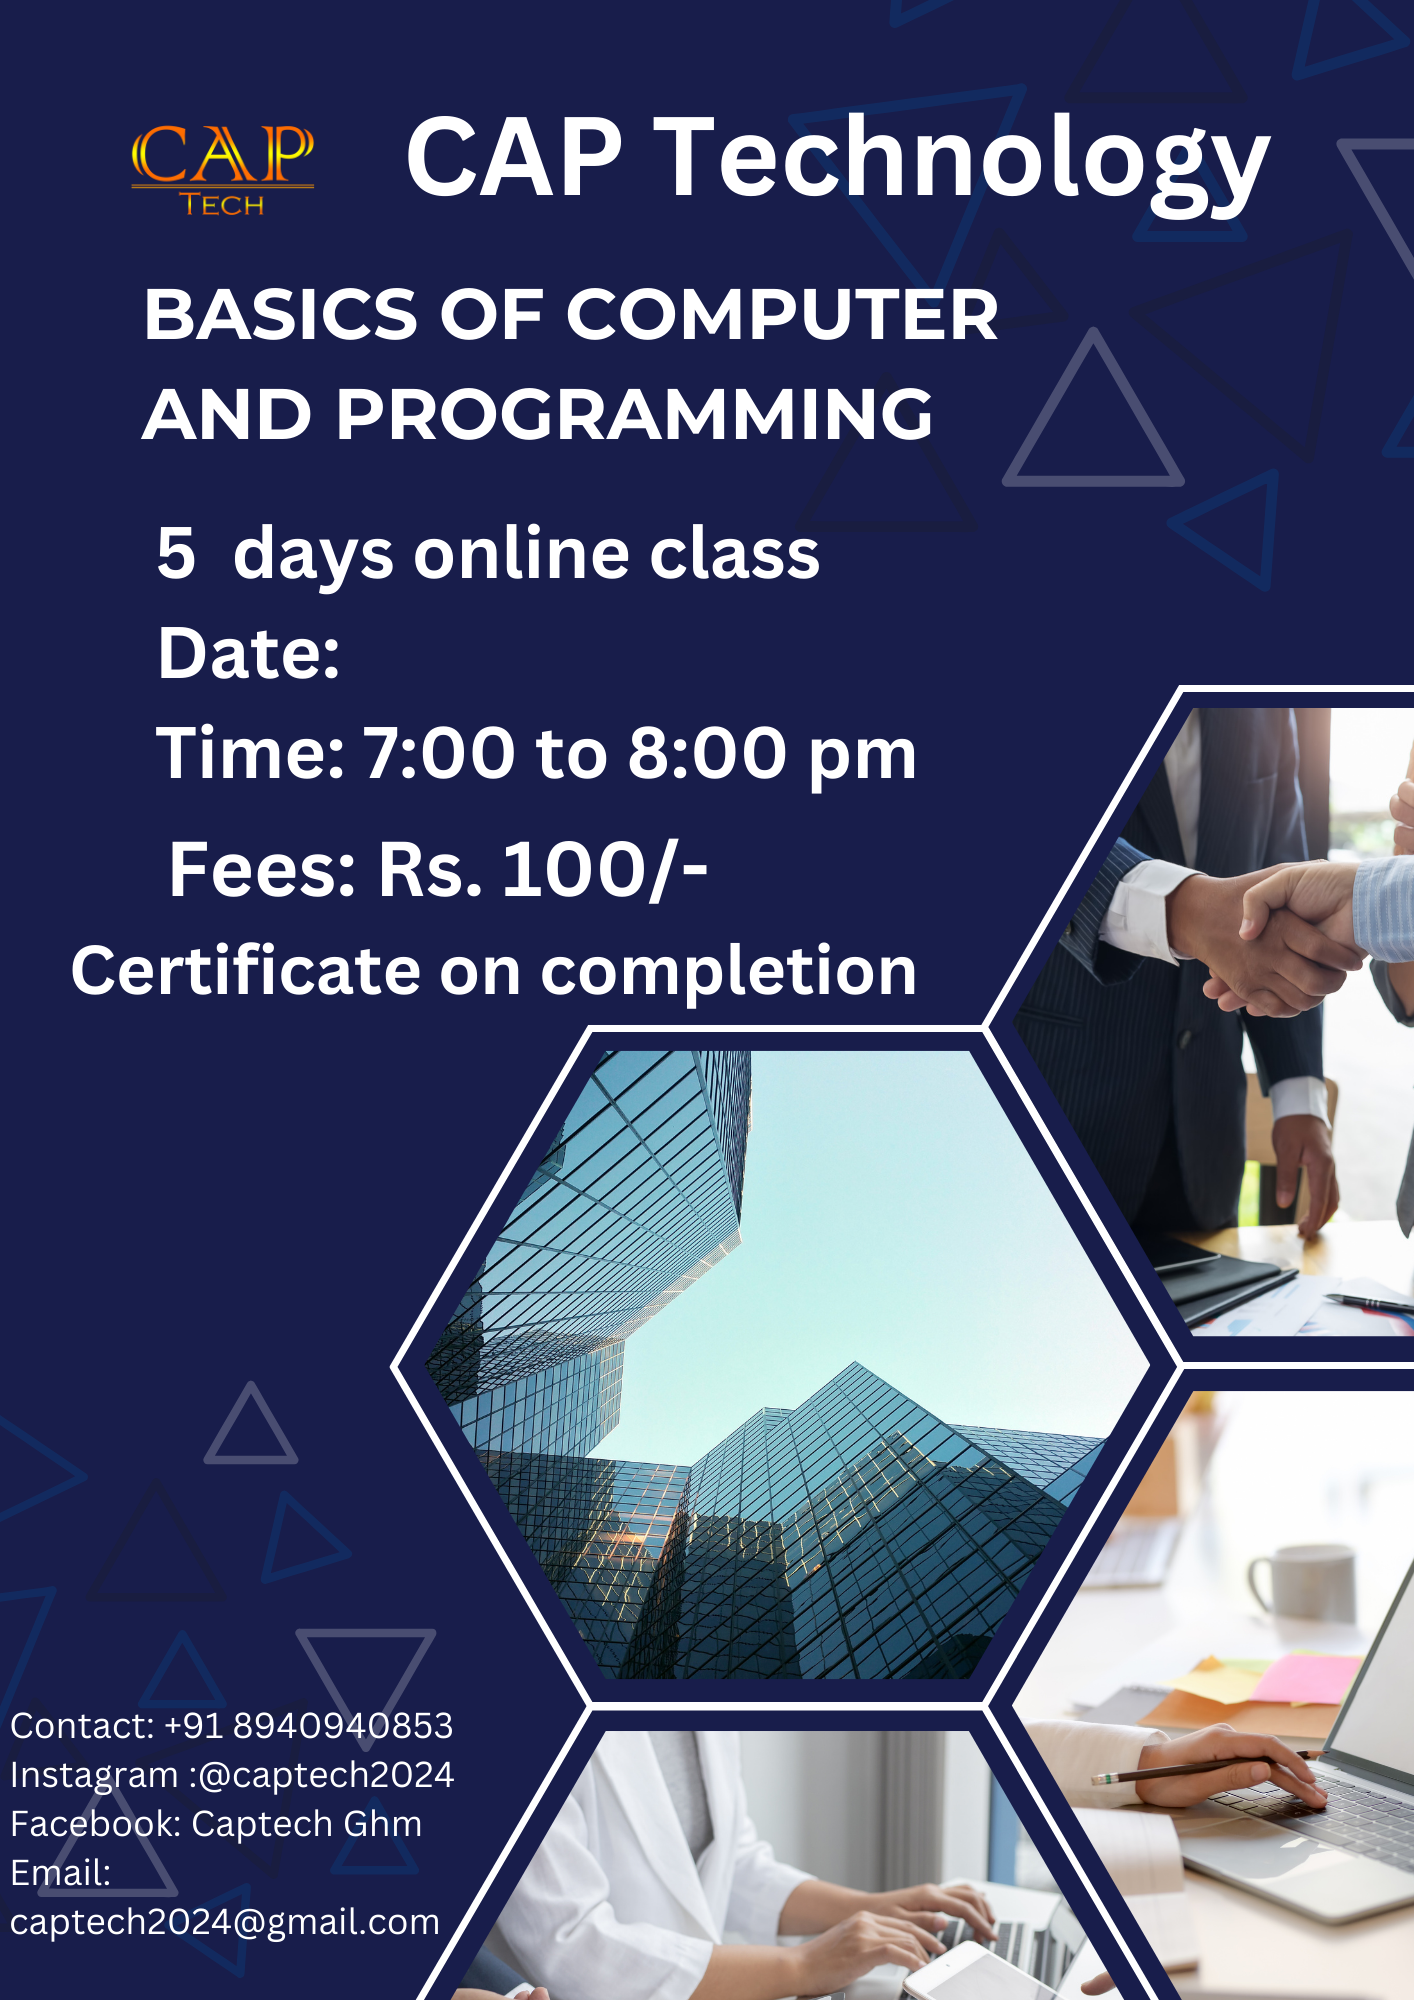 CAP
TECH
CAP Technology
BASICS OF COMPUTER
AND PROGRAMMING
5 days online class
Date:
Time: 7:00 to 8:00 pm
Fees: Rs. 100/-
Certificate on completion
Contact: +91 8940940853
Instagram :@captech2024
Facebook: Captech Ghm
Email:
captech2024@gmail.com